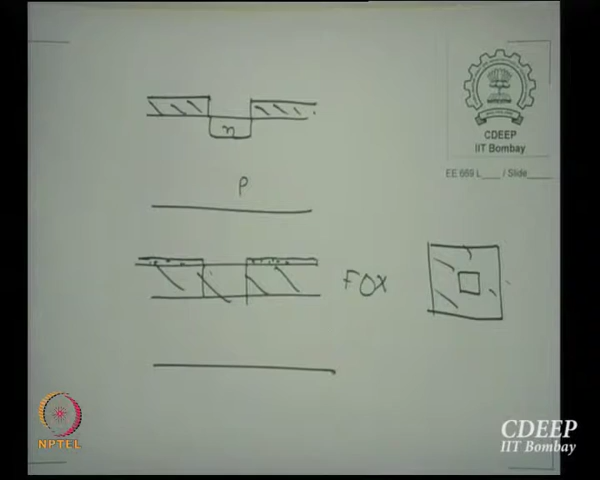 n
P
FOX
CDEEP
IIT Bombay
EE 669 L____ / Slide____
NPTEL
CDEEP
IIT Bombay